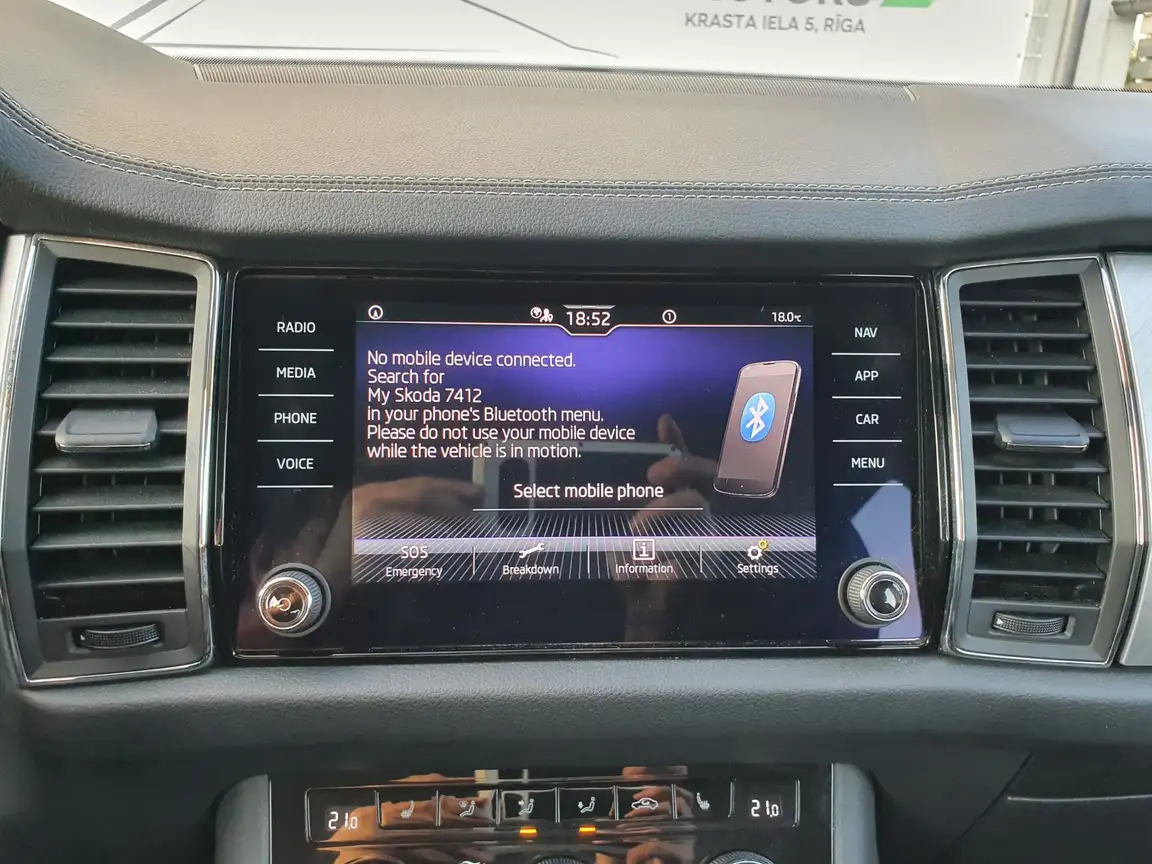 KRASTA IELA 5, RĪGA
RADIO
MEDIA
PHONE
VOICE
18:52
1
18.0°C
No mobile device connected.
Search for
My Skoda 7412
in your phone's Bluetooth menu.
Please do not use your mobile device
while the vehicle is in motion.
Select mobile phone
SOS
Emergency
Breakdown
Information
Settings
NAV
APP
CAR
MENU
21.0
21.0